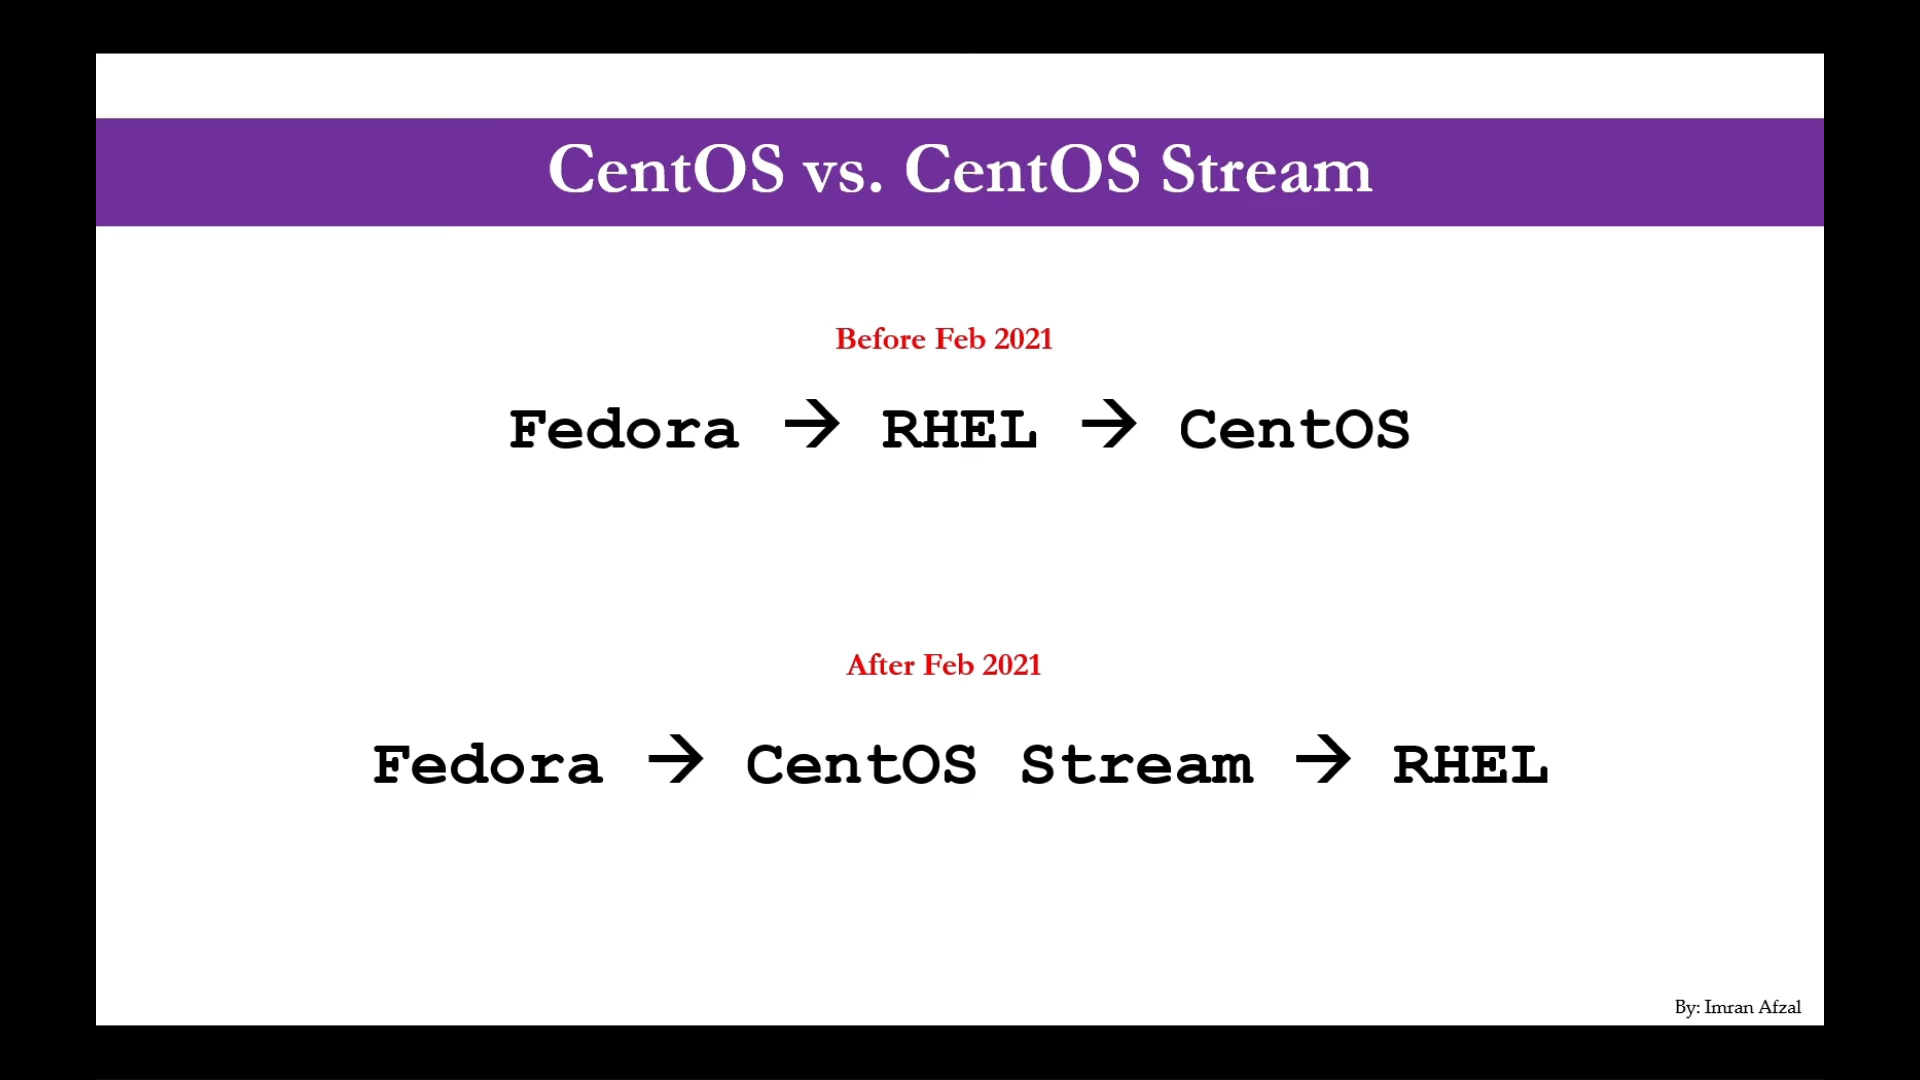 CentOS vs. CentOS Stream
Before Feb 2021
Fedora → RHEL → CentOS
After Feb 2021
Fedora → CentOS Stream → RHEL
By: Imran Afzal